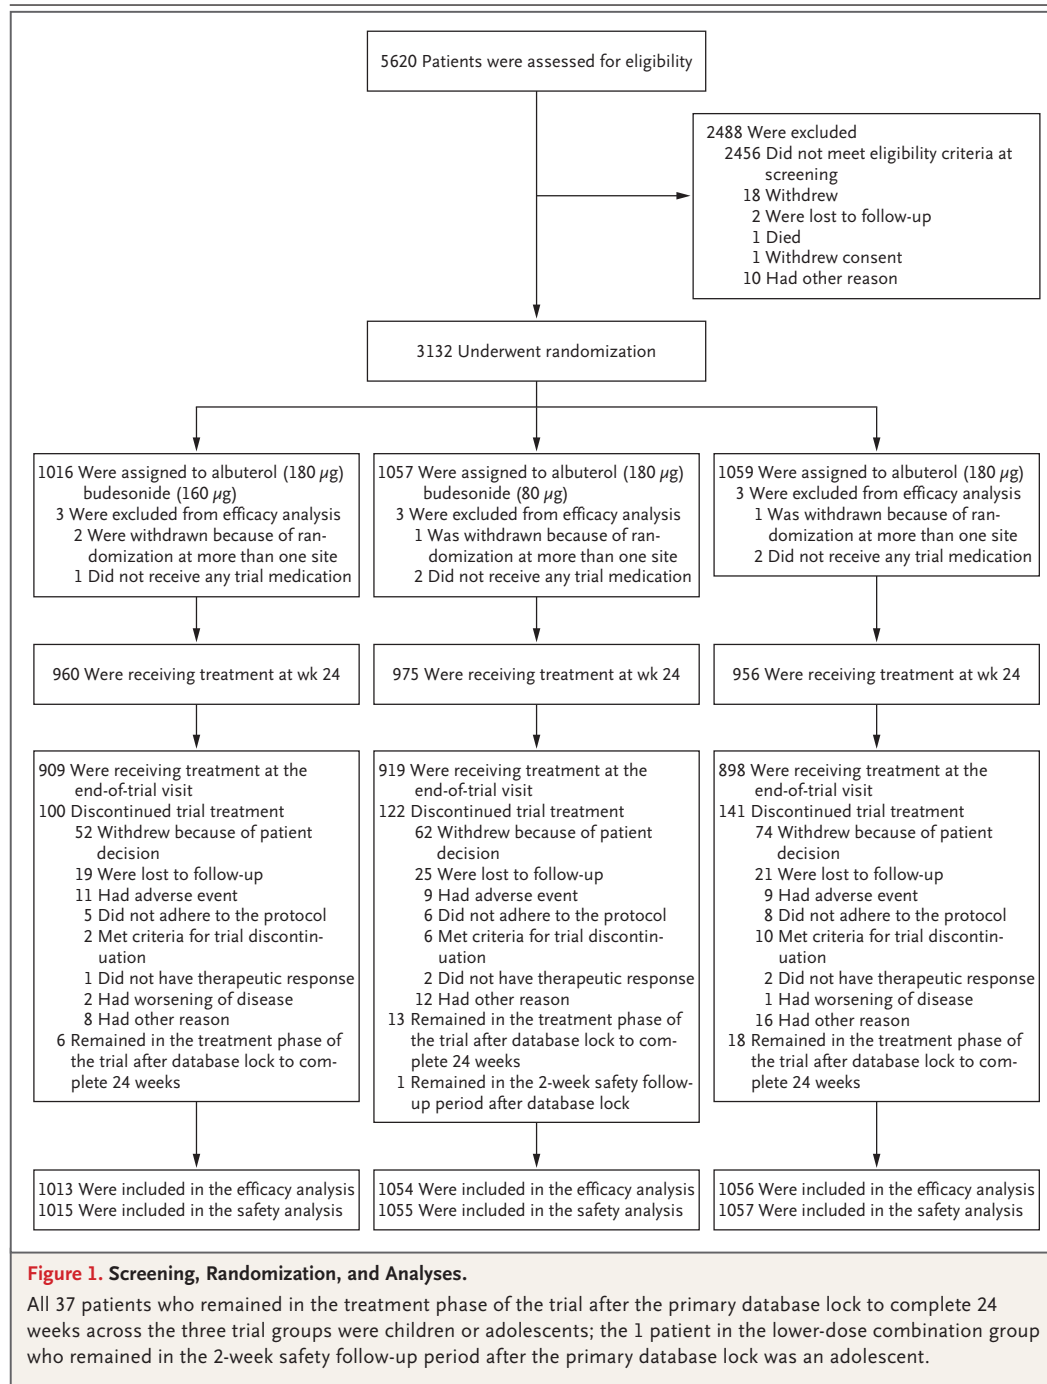 5620 Patients were assessed for eligibility
2488 Were excluded
2456 Did not meet eligibility criteria at
screening
18 Withdrew
2 Were lost to follow-up
1 Died
1 Withdrew consent
10 Had other reason
3132 Underwent randomization
1016 Were assigned to albuterol (180 µg)
budesonide (160 µg)
3 Were excluded from efficacy analysis
2 Were withdrawn because of ran-
domization at more than one site
1 Did not receive any trial medication
1057 Were assigned to albuterol (180 µg)
budesonide (80 µg)
3 Were excluded from efficacy analysis
1 Was withdrawn because of ran-
domization at more than one site
2 Did not receive any trial medication
1059 Were assigned to albuterol (180 µg)
3 Were excluded from efficacy analysis
1 Was withdrawn because of ran-
domization at more than one site
2 Did not receive any trial medication
960 Were receiving treatment at wk 24
975 Were receiving treatment at wk 24
956 Were receiving treatment at wk 24
909 Were receiving treatment at the
end-of-trial visit
100 Discontinued trial treatment
52 Withdrew because of patient
decision
19 Were lost to follow-up
11 Had adverse event
5 Did not adhere to the protocol
2 Met criteria for trial discontin-
uation
1 Did not have therapeutic response
2 Had worsening of disease
8 Had other reason
6 Remained in the treatment phase of
the trial after database lock to com-
plete 24 weeks
919 Were receiving treatment at the
end-of-trial visit
122 Discontinued trial treatment
62 Withdrew because of patient
decision
25 Were lost to follow-up
9 Had adverse event
6 Did not adhere to the protocol
6 Met criteria for trial discontin-
uation
2 Did not have therapeutic response
12 Had other reason
13 Remained in the treatment phase of
the trial after database lock to com-
plete 24 weeks
1 Remained in the 2-week safety follow-
up period after database lock
898 Were receiving treatment at the
end-of-trial visit
141 Discontinued trial treatment
74 Withdrew because of patient
decision
21 Were lost to follow-up
9 Had adverse event
8 Did not adhere to the protocol
10 Met criteria for trial discontin-
uation
2 Did not have therapeutic response
1 Had worsening of disease
16 Had other reason
18 Remained in the treatment phase of
the trial after database lock to com-
plete 24 weeks
1013 Were included in the efficacy analysis
1015 Were included in the safety analysis
1054 Were included in the efficacy analysis
1055 Were included in the safety analysis
1056 Were included in the efficacy analysis
1057 Were included in the safety analysis
Figure 1. Screening, Randomization, and Analyses.
All 37 patients who remained in the treatment phase of the trial after the primary database lock to complete 24
weeks across the three trial groups were children or adolescents; the 1 patient in the lower-dose combination group
who remained in the 2-week safety follow-up period after the primary database lock was an adolescent.